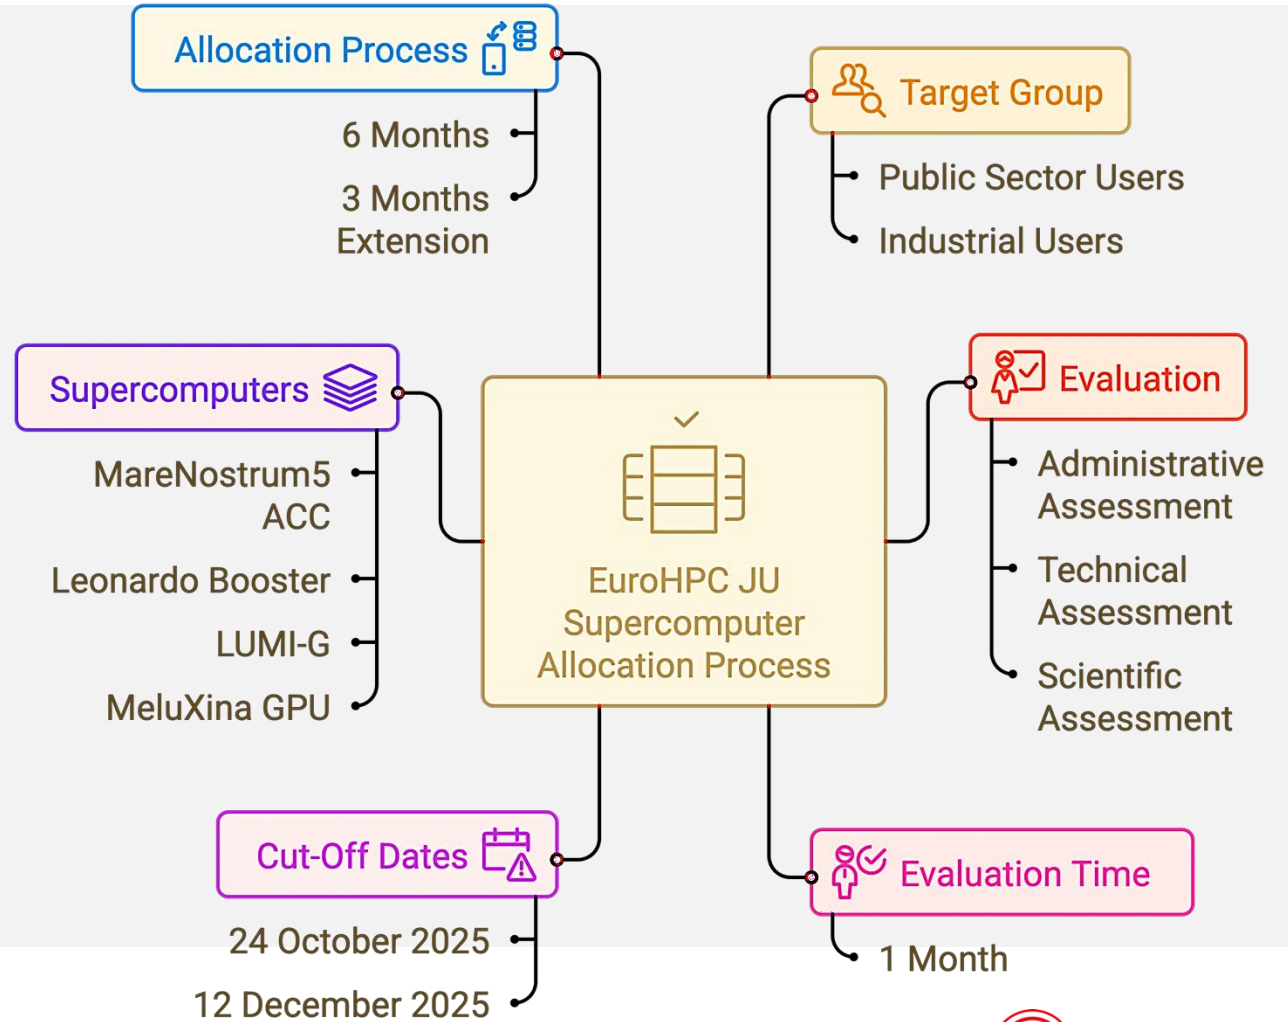 Allocation Process
6 Months
3 Months
Extension
Target Group
Public Sector Users
Industrial Users
Supercomputers
MareNostrum5
ACC
Leonardo Booster
LUMI-G
MeluXina GPU
EuroHPC JU
Supercomputer
Allocation Process
Evaluation
Administrative
Assessment
Technical
Assessment
Scientific
Assessment
Cut-Off Dates
24 October 2025
12 December 2025
Evaluation Time
1 Month